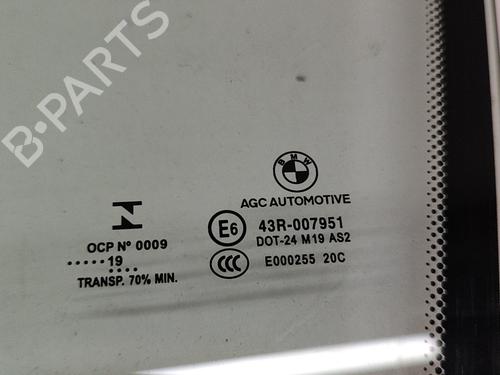 B-PARTS
BMW
AGC AUTOMOTIVE
E6 43R-007951
DOT-24 M19 AS2
CCC E000255 20C
N
OCP Nº 0009
.....19
....
TRANSP. 70% MIN.